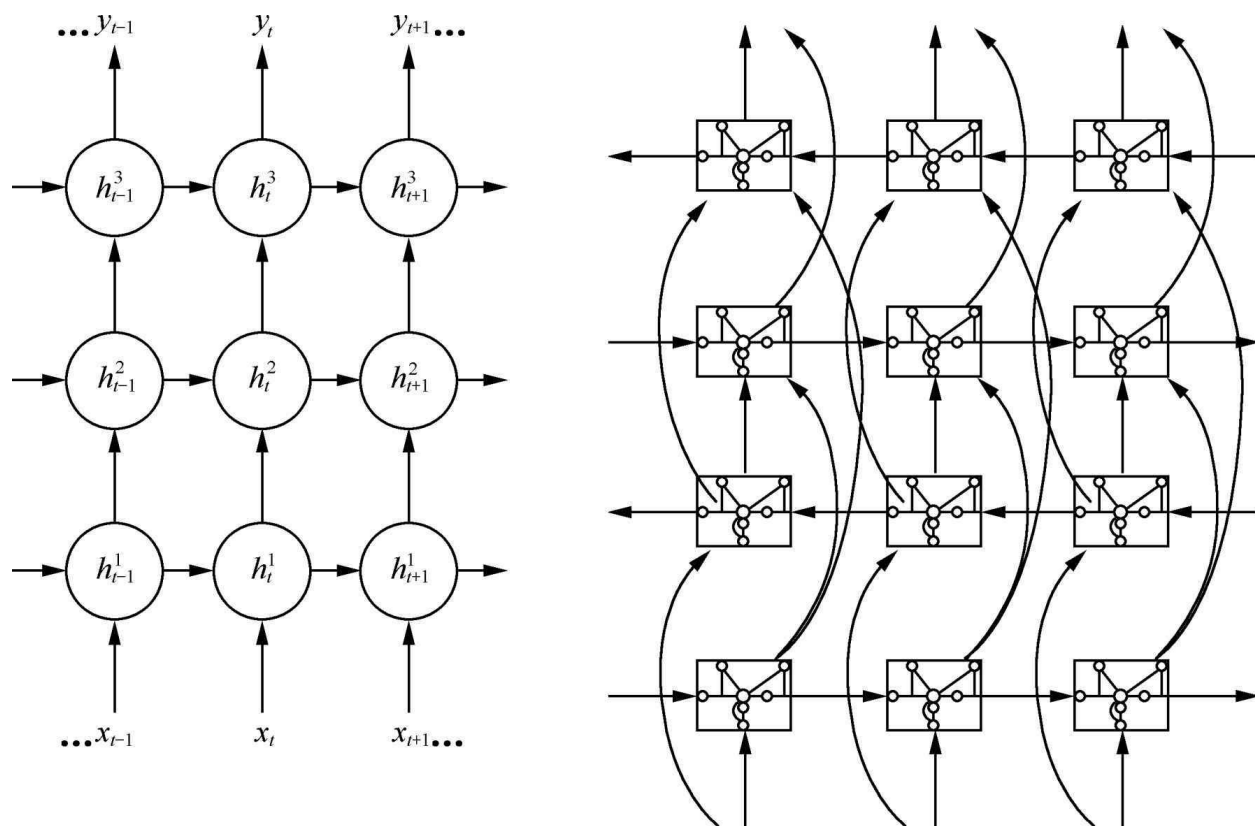 ...y_{t-1} y_t y_{t+1}...
h^3_{t-1} h^3_t h^3_{t+1}
h^2_{t-1} h^2_t h^2_{t+1}
h^1_{t-1} h^1_t h^1_{t+1}
...x_{t-1} x_t x_{t+1}...